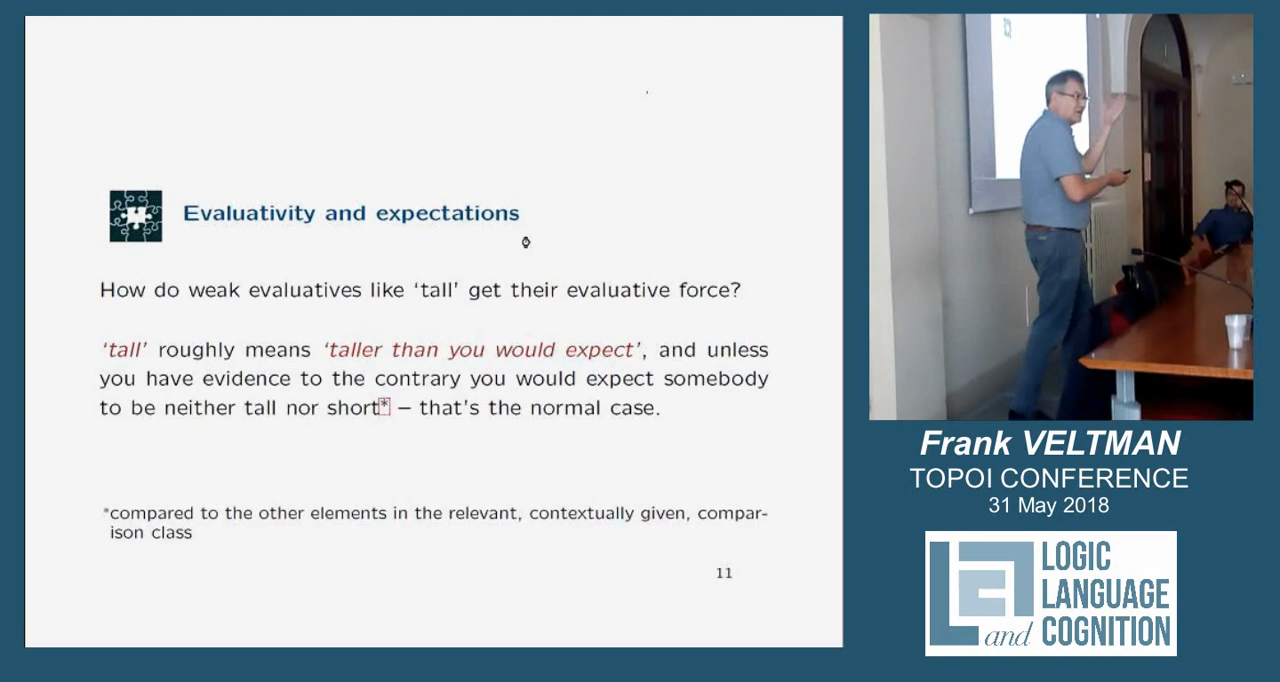 Evaluativity and expectations
How do weak evaluatives like ‘tall’ get their evaluative force?
‘tall’ roughly means ‘taller than you would expect’, and unless
you have evidence to the contrary you would expect somebody
to be neither tall nor short* – that’s the normal case.
*compared to the other elements in the relevant, contextually given, compar-
ison class
11
Frank VELTMAN
TOPOI CONFERENCE
31 May 2018
LLC
LOGIC
LANGUAGE
and COGNITION